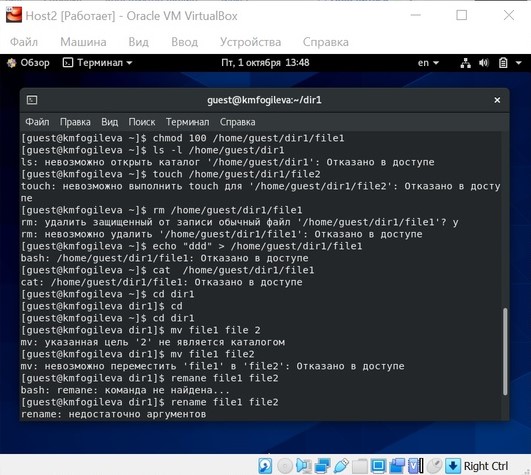 Host2 [Работает] - Oracle VM VirtualBox
Файл Машина Вид Ввод Устройства Справка
Обзор Терминал Пт, 1 октября 13:48 en
guest@kmfogileva:~/dir1
Файл Правка Вид Поиск Терминал Справка
[guest@kmfogileva ~]$ chmod 100 /home/guest/dir1/file1
[guest@kmfogileva ~]$ ls -l /home/guest/dir1
ls: невозможно открыть каталог '/home/guest/dir1': Отказано в доступе
[guest@kmfogileva ~]$ touch /home/guest/dir1/file2
touch: невозможно выполнить touch для '/home/guest/dir1/file2': Отказано в досту
пе
[guest@kmfogileva ~]$ rm /home/guest/dir1/file1
rm: удалить защищенный от записи обычный файл '/home/guest/dir1/file1'? y
rm: невозможно удалить '/home/guest/dir1/file1': Отказано в доступе
[guest@kmfogileva ~]$ echo "ddd" > /home/guest/dir1/file1
bash: /home/guest/dir1/file1: Отказано в доступе
[guest@kmfogileva ~]$ cat  /home/guest/dir1/file1
cat: /home/guest/dir1/file1: Отказано в доступе
[guest@kmfogileva ~]$ cd dir1
[guest@kmfogileva dir1]$ cd
[guest@kmfogileva ~]$ cd dir1
[guest@kmfogileva dir1]$ mv file1 file 2
mv: указанная цель '2' не является каталогом
[guest@kmfogileva dir1]$ mv file1 file2
mv: невозможно переместить 'file1' в 'file2': Отказано в доступе
[guest@kmfogileva dir1]$ remane file1 file2
bash: remane: команда не найдена...
[guest@kmfogileva dir1]$ rename file1 file2
rename: недостаточно аргументов
Right Ctrl